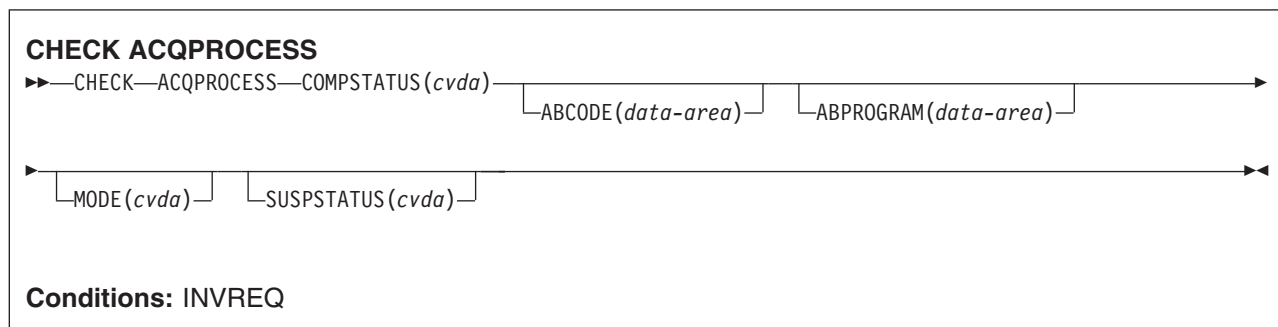 CHECK ACQPROCESS
CHECK ACQPROCESS COMPSTATUS(cvda)
ABCODE(data-area) ABPROGRAM(data-area)
MODE(cvda) SUSPSTATUS(cvda)
Conditions: INVREQ